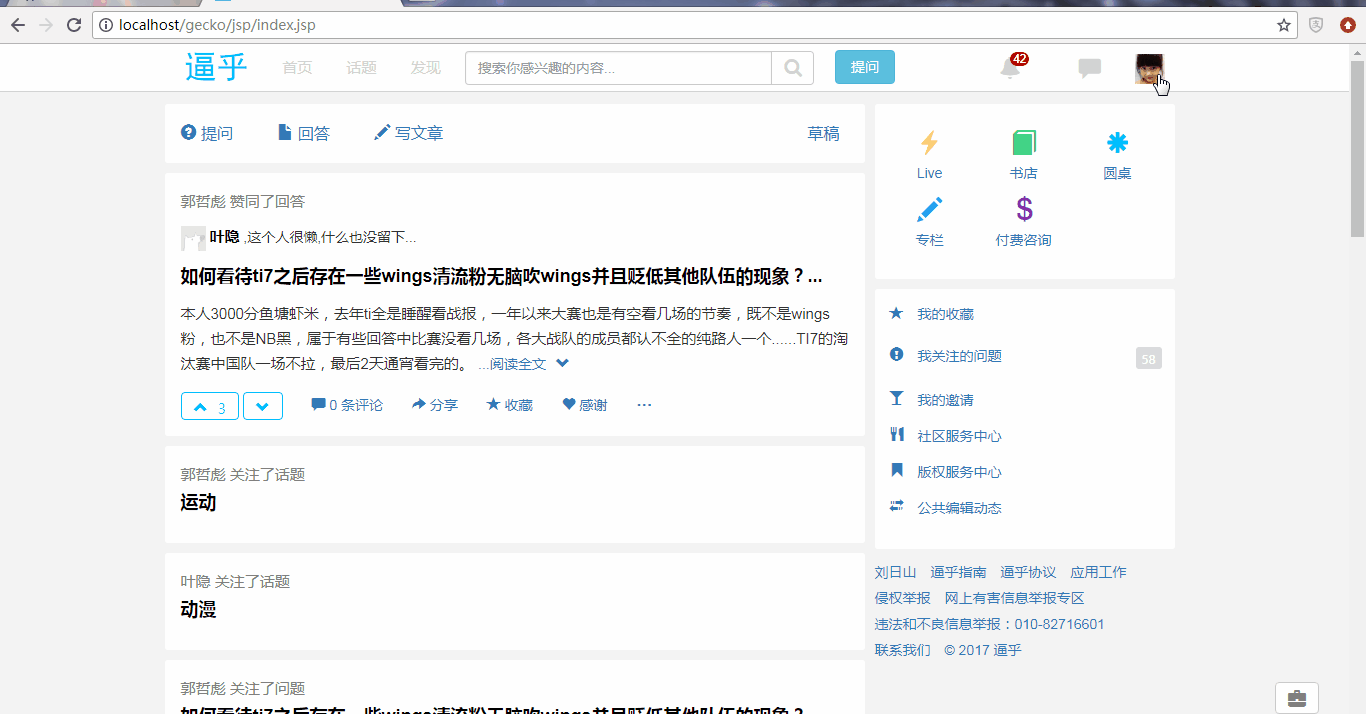 localhost/gecko/jsp/index.jsp
逼乎 首页 话题 发现 搜索你感兴趣的内容... 提问 42
提问 回答 写文章 草稿
郭哲彪 赞同了回答
叶隐 ,这个人很懒,什么也没留下...
如何看待ti7之后存在一些wings清流粉无脑吹wings并且贬低其他队伍的现象？...
本人3000分鱼塘虾米，去年ti全是睡醒看战报，一年以来大赛也是有空看几场的节奏，既不是wings
粉，也不是NB黑，属于有些回答中比赛没看几场，各大战队的成员都认不全的纯路人一个......TI7的淘
汰赛中国队一场不拉，最后2天通宵看完的。 ...阅读全文
3 0 条评论 分享 收藏 感谢 ...
郭哲彪 关注了话题
运动
叶隐 关注了话题
动漫
郭哲彪 关注了问题
如何看待ti7之后存在一些wings清流粉无脑吹wings并且贬低其他队伍的现象？
Live 书店 圆桌
专栏 付费咨询
我的收藏
我关注的问题 58
我的邀请
社区服务中心
版权服务中心
公共编辑动态
刘日山 逼乎指南 逼乎协议 应用工作
侵权举报 网上有害信息举报专区
违法和不良信息举报：010-82716601
联系我们 © 2017 逼乎